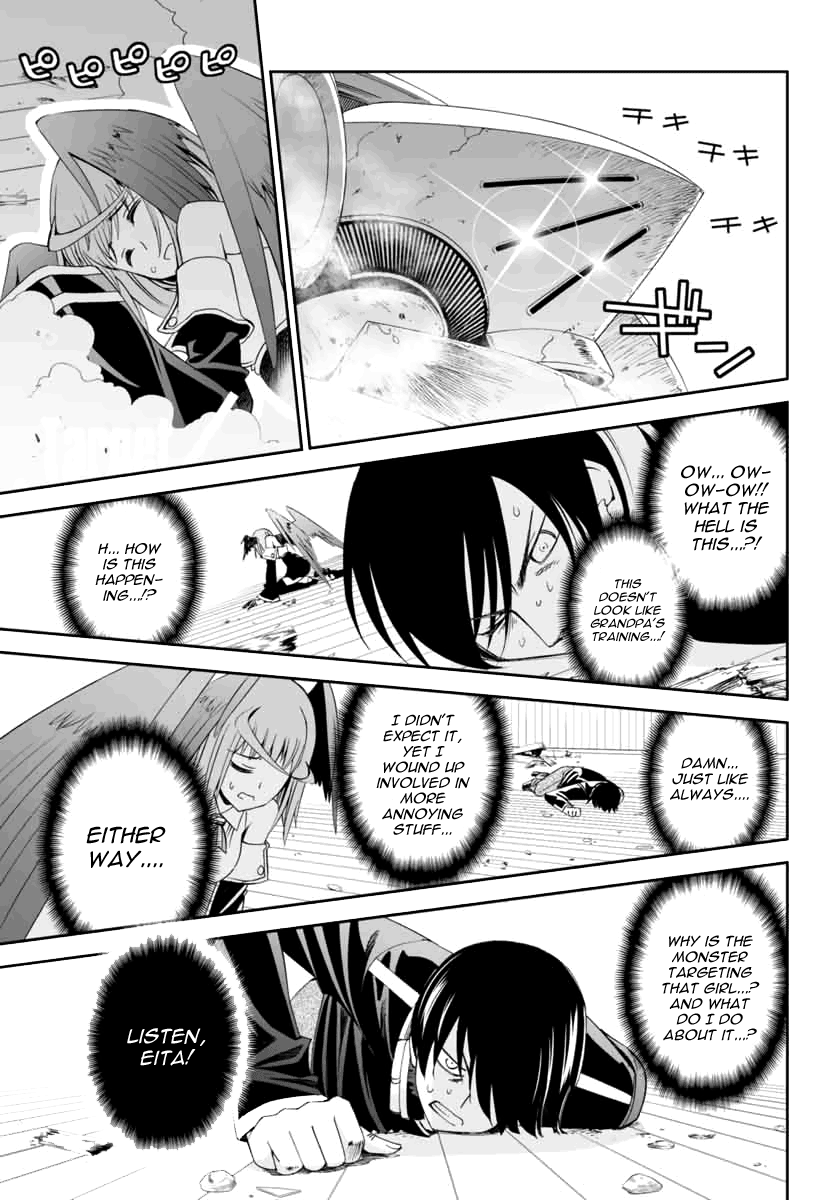 チキ
チキ
チキ
ギギン
ピピピピピ
Target
OW... OW-
OW-OW!!
WHAT THE
HELL IS
THIS...?!
THIS
DOESN'T
LOOK LIKE
GRANDPA'S
TRAINING...!
H... HOW
IS THIS
HAPPEN-
ING...!?
DAMN...
JUST LIKE
ALWAYS....
I DIDN'T
EXPECT IT,
YET I
WOUND UP
INVOLVED IN
MORE
ANNOYING
STUFF...
EITHER
WAY....
WHY IS THE
MONSTER
TARGETING
THAT GIRL...?
AND WHAT
DO I DO
ABOUT IT...?
LISTEN,
EITA!